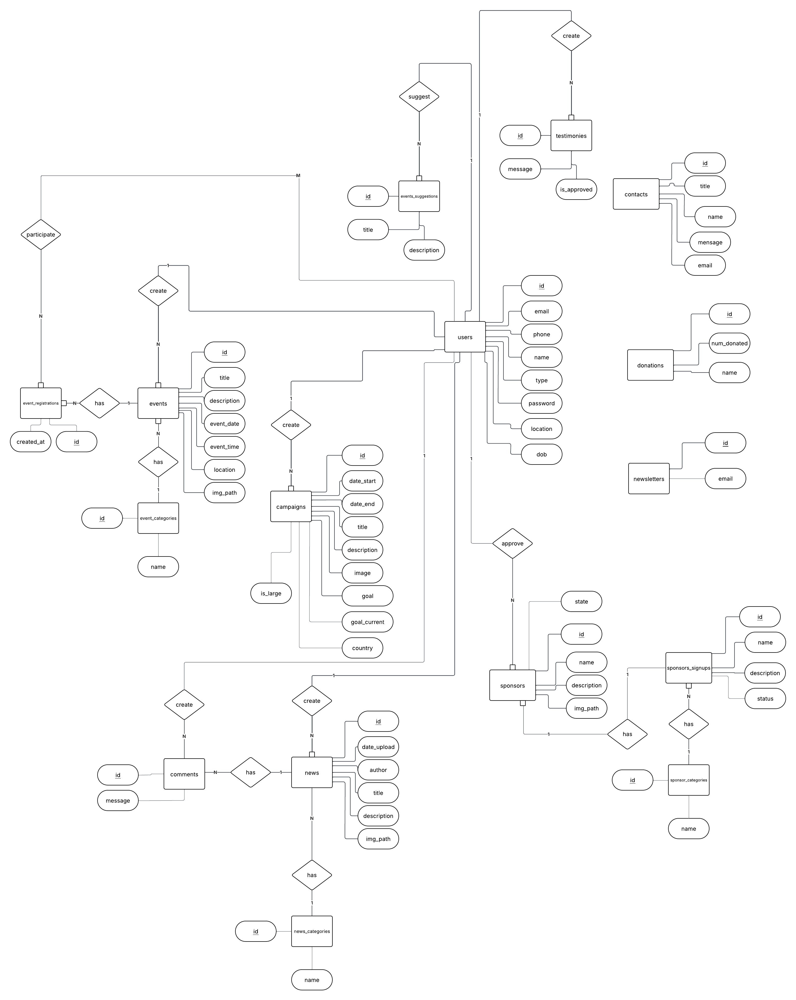 create
N
1
testimonies
id
message
is_approved
suggest
N
1
events_suggestions
id
title
description
contacts
id
title
name
mensage
email
M
participate
N
1
create
N
users
id
email
phone
name
type
password
location
dob
donations
id
num_donated
name
newsletters
id
email
event_registrations
created_at
id
N
has
1
events
id
title
description
event_date
event_time
location
img_path
N
has
1
event_categories
id
name
1
create
N
campaigns
id
date_start
date_end
title
description
image
goal
goal_current
country
is_large
1
1
approve
N
sponsors
state
id
name
description
img_path
1
has
1
sponsors_signups
id
name
description
status
N
has
1
sponsor_categories
id
name
create
N
comments
id
message
N
has
1
1
create
N
news
id
date_upload
author
title
description
img_path
N
has
1
news_categories
id
name